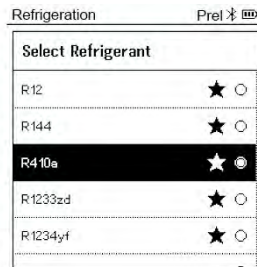 Refrigeration Prel
Select Refrigerant
R12
R144
R410a
R1233zd
R1234yf